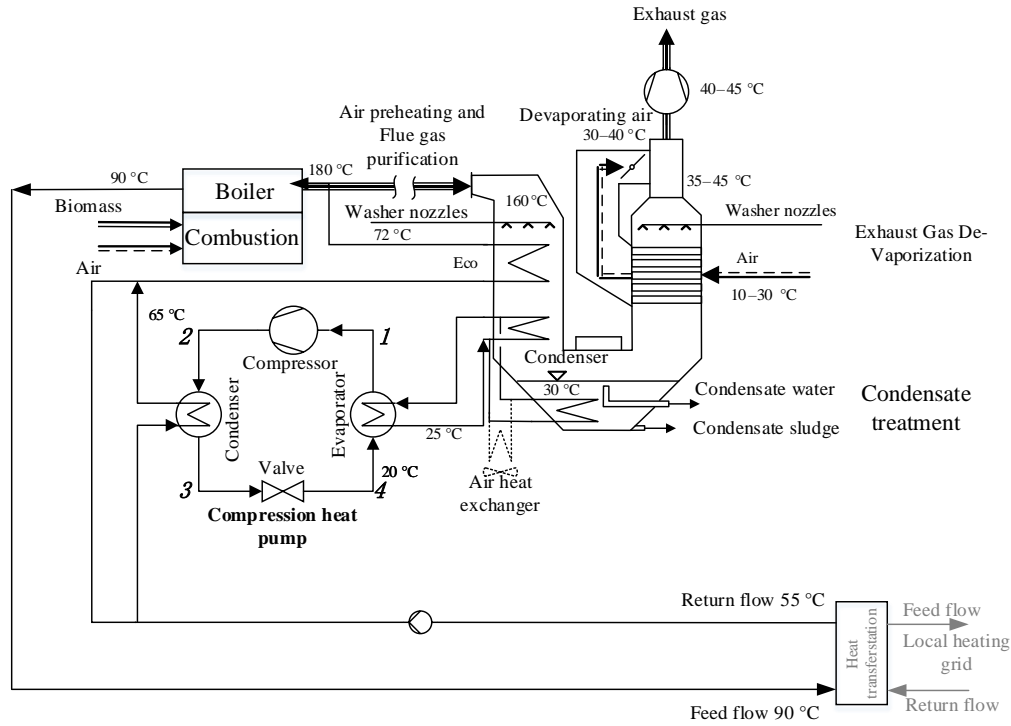 Exhaust gas
40–45 °C
Devaporating air
30–40°C
Air preheating and
Flue gas
purification
180 °C
90 °C
Boiler
Biomass
Combustion
Air
160°C
Washer nozzles
72 °C
Eco
35–45 °C
Washer nozzles
Air
10–30 °C
Exhaust Gas De-
Vaporization
65 °C
2
1
Compressor
Condenser
Evaporator
Condenser
30 °C
25 °C
Condensate water
Condensate sludge
Condensate
treatment
3
Valve
20 °C
4
Air heat
exchanger
Compression heat
pump
Return flow 55 °C
Heat
transferstation
Feed flow
Local heating
grid
Return flow
Feed flow 90 °C